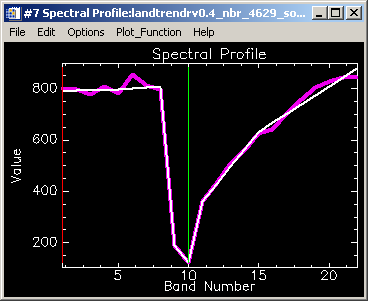 #7 Spectral Profile:landtrendrv0.4_nbr_4629_so...
File Edit Options Plot_Function Help
Spectral Profile
800
600
400
200
Value
5 10 15 20
Band Number